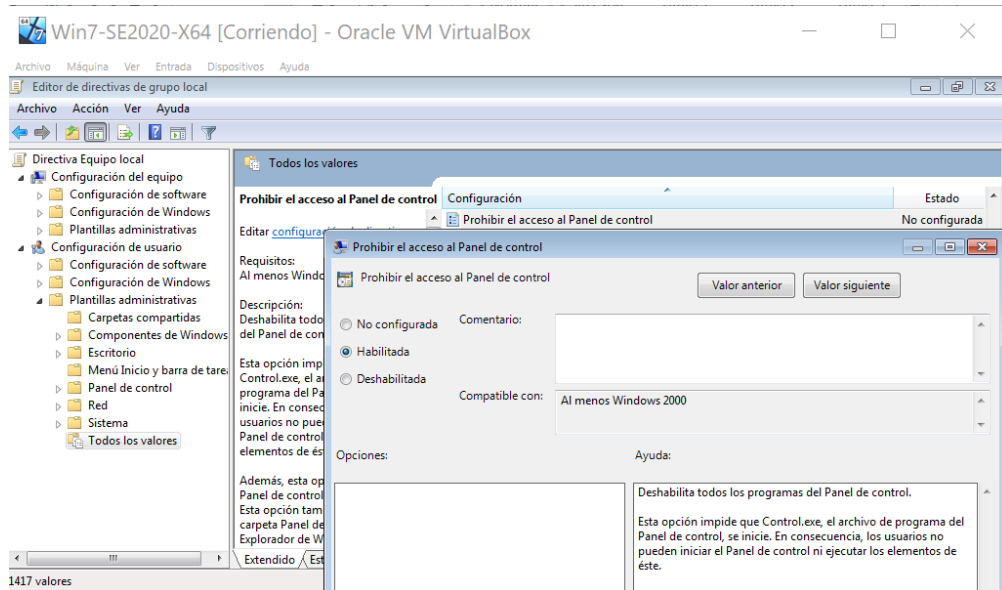 Win7-SE2020-X64 [Corriendo] - Oracle VM VirtualBox
Archivo Máquina Ver Entrada Dispositivos Ayuda
Editor de directivas de grupo local
Archivo Acción Ver Ayuda
Directiva Equipo local
Configuración del equipo
Configuración de software
Configuración de Windows
Plantillas administrativas
Configuración de usuario
Configuración de software
Configuración de Windows
Plantillas administrativas
Carpetas compartidas
Componentes de Windows
Escritorio
Menú Inicio y barra de tarea
Panel de control
Red
Sistema
Todos los valores
Todos los valores
Prohibir el acceso al Panel de control
Editar
Requisitos:
Al menos Windo
Descripción:
Deshabilita todo
del Panel de con
Esta opción imp
Control.exe, el ar
programa del Pa
inicie. En consec
usuarios no pue
Panel de control
elementos de és
Además, esta op
Panel de control
Esta opción tam
carpeta Panel de
Explorador de W
Extendido Est
Configuración Estado
Prohibir el acceso al Panel de control No configurada
Prohibir el acceso al Panel de control
Prohibir el acceso al Panel de control
Valor anterior Valor siguiente
No configurada
Habilitada
Deshabilitada
Comentario:
Compatible con: Al menos Windows 2000
Opciones: Ayuda:
Deshabilita todos los programas del Panel de control.
Esta opción impide que Control.exe, el archivo de programa del
Panel de control, se inicie. En consecuencia, los usuarios no
pueden iniciar el Panel de control ni ejecutar los elementos de
éste.
1417 valores